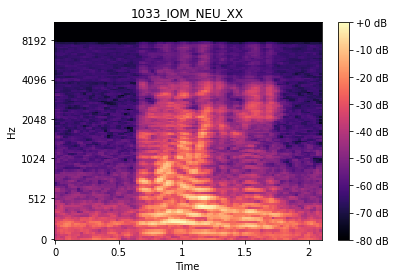 1033_IOM_NEU_XX
+0 dB
8192
-10 dB
4096
-20 dB
-30 dB
2048
-40 dB
Hz
1024
-50 dB
512
-60 dB
-70 dB
0
-80 dB
0
0.5
1
1.5
2
Time